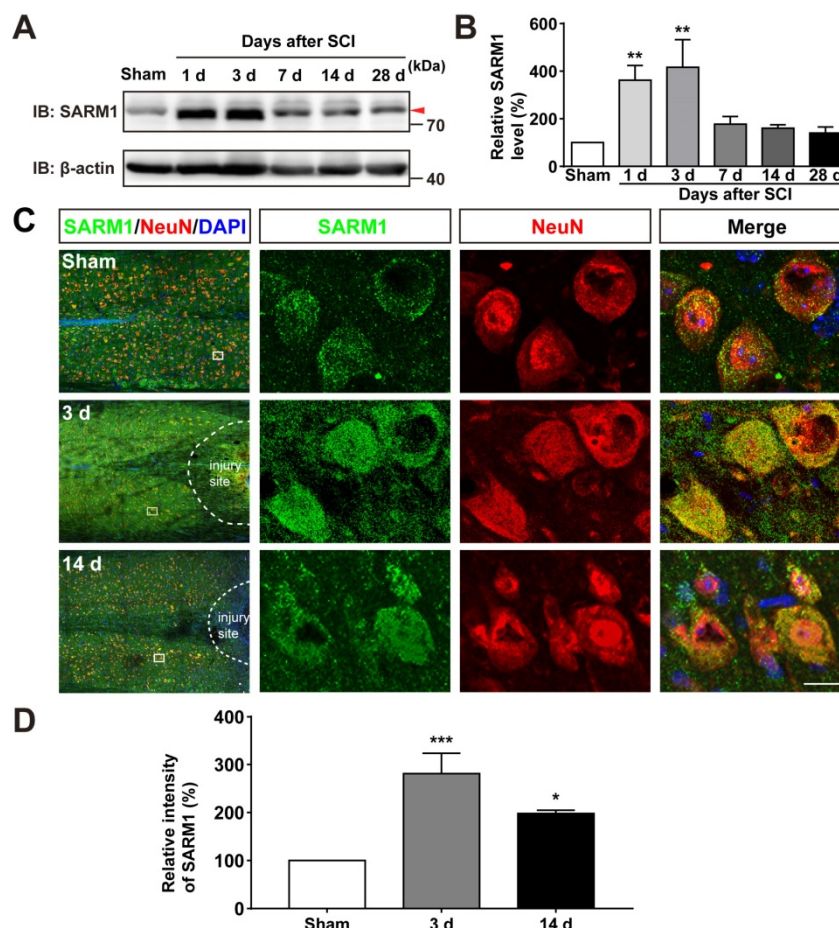 A
Days after SCI
Sham 1 d 3 d 7 d 14 d 28 d (kDa)
IB: SARM1
70
IB: β-actin
40
B
Relative SARM1
level (%)
600
400
200
0
** **
Sham 1 d 3 d 7 d 14 d 28 d
Days after SCI
C
SARM1/NeuN/DAPI SARM1 NeuN Merge
Sham
3 d
injury
site
14 d
injury
site
D
Relative intensity
of SARM1 (%)
400
300
200
100
0
***
*
Sham 3 d 14 d